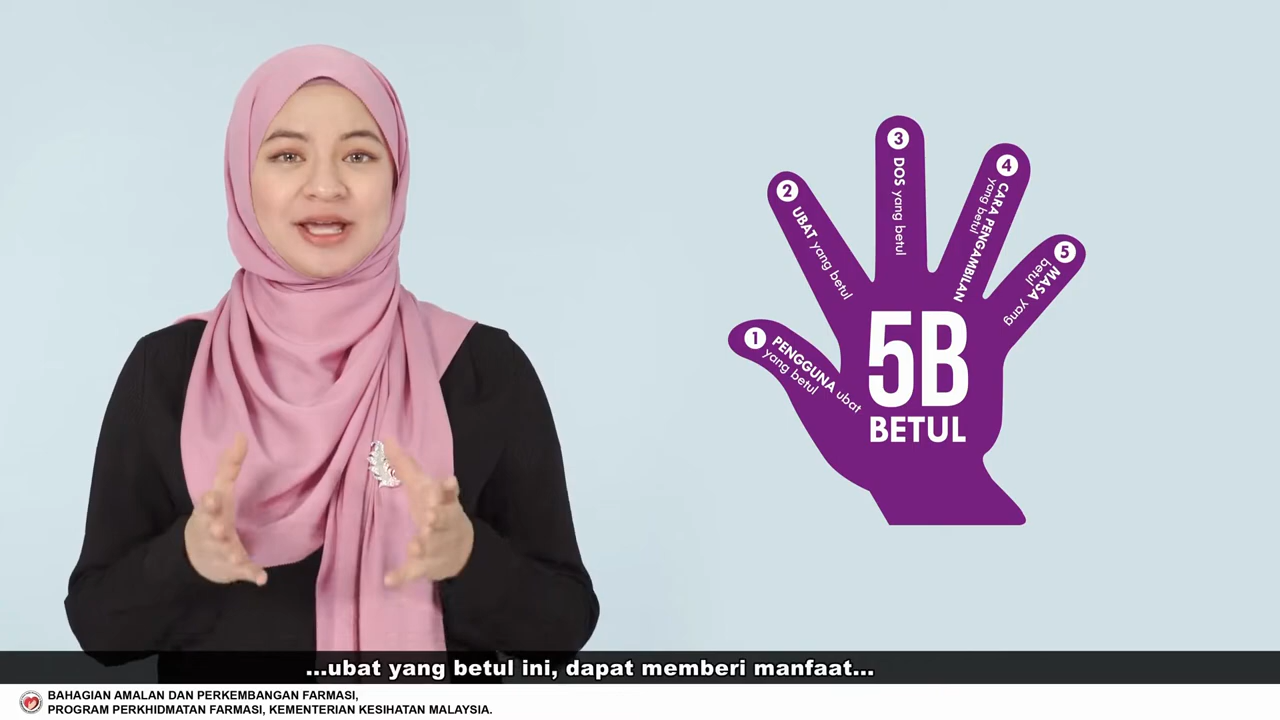 1 PENGGUNA ubat
yang betul
2 UBAT yang betul
3 DOS yang betul
4 CARA PENGAMBILAN
yang betul
5 MASA yang
betul
5B
BETUL
...ubat yang betul ini, dapat memberi manfaat...
BAHAGIAN AMALAN DAN PERKEMBANGAN FARMASI,
PROGRAM PERKHIDMATAN FARMASI, KEMENTERIAN KESIHATAN MALAYSIA.